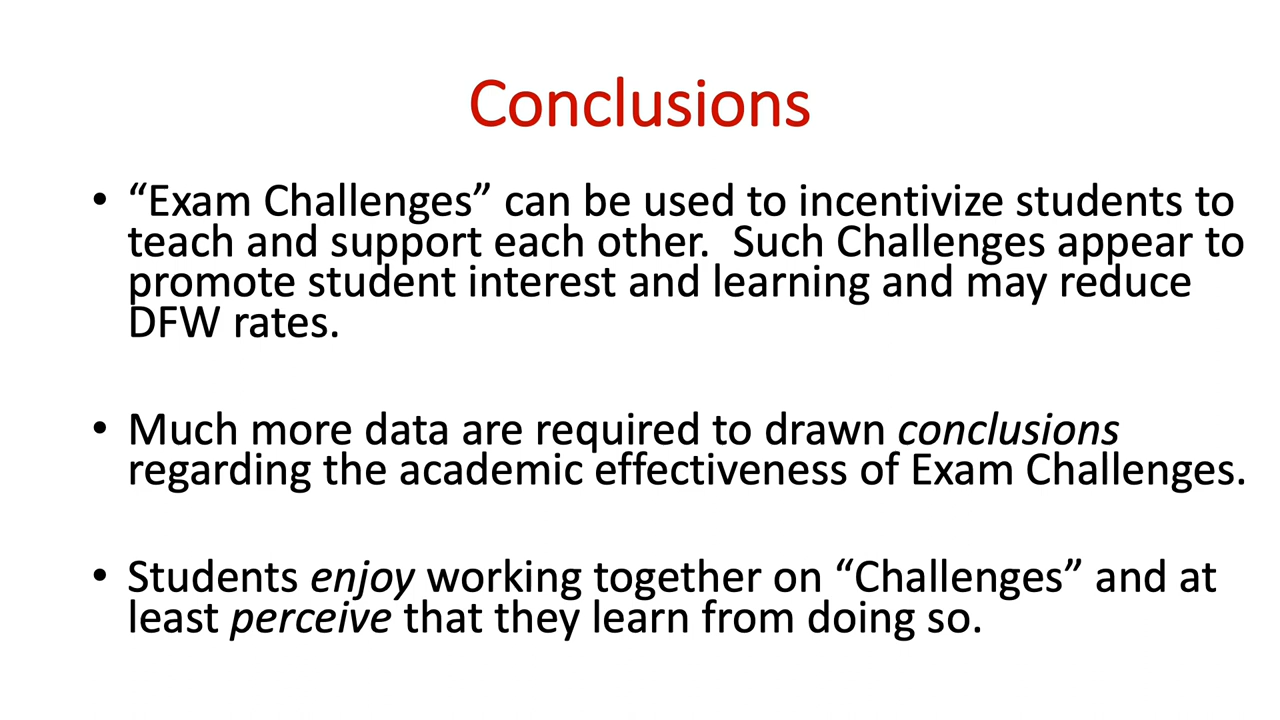 Conclusions
• “Exam Challenges” can be used to incentivize students to
teach and support each other.  Such Challenges appear to
promote student interest and learning and may reduce
DFW rates.
• Much more data are required to drawn conclusions
regarding the academic effectiveness of Exam Challenges.
• Students enjoy working together on “Challenges” and at
least perceive that they learn from doing so.